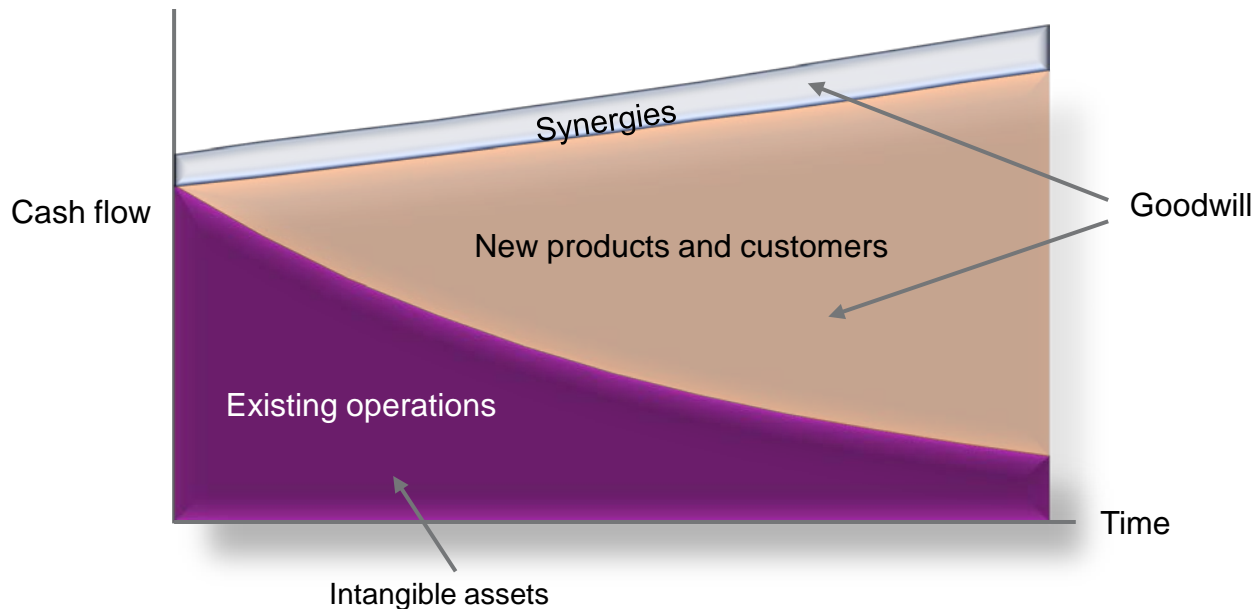 Synergies
Cash flow
Goodwill
New products and customers
Existing operations
Time
Intangible assets